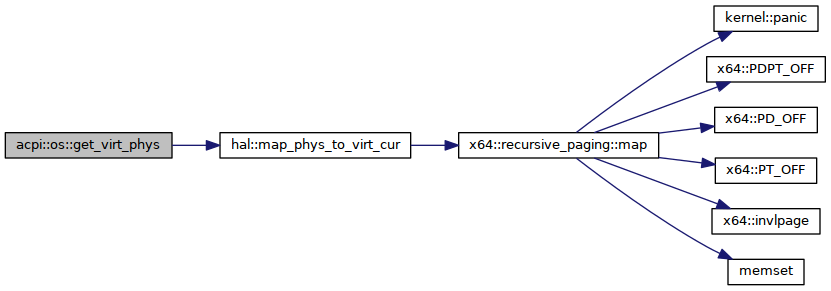 kernel::panic
x64::PDPT_OFF
x64::PD_OFF
acpi::os::get_virt_phys
hal::map_phys_to_virt_cur
x64::recursive_paging::map
x64::PT_OFF
x64::invlpage
memset